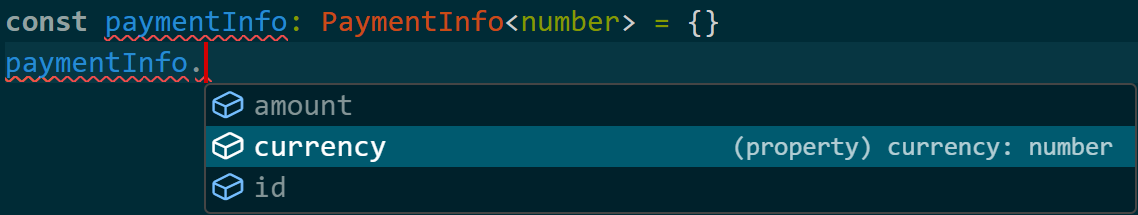 const paymentInfo: PaymentInfo<number> = {}
paymentInfo.
amount
currency (property) currency: number
id